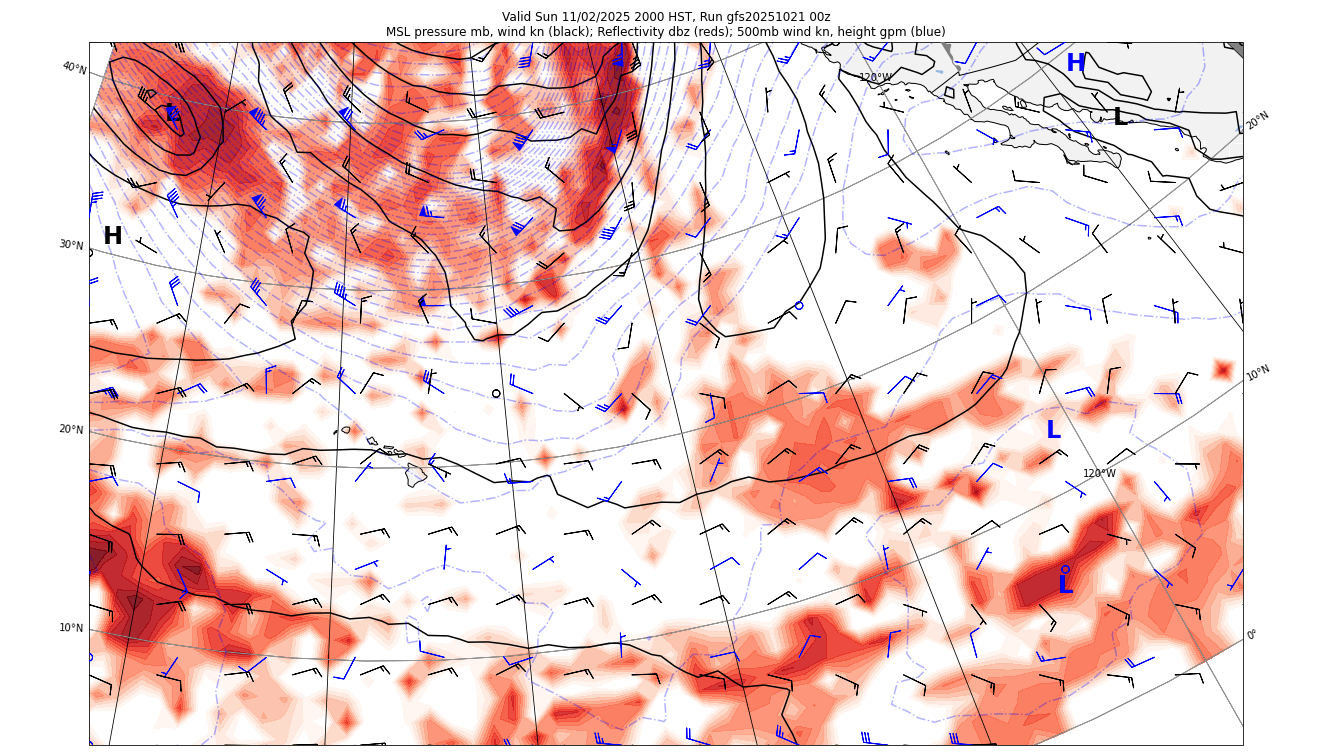 Valid Sun 11/02/2025 2000 HST, Run gfs20251021 00z
MSL pressure mb, wind kn (black); Reflectivity dbz (reds); 500mb wind kn, height gpm (blue)
40°N
H
120°W
L
L
20°N
30°N
H
10°N
20°N
L
120°W
L
10°N
0°